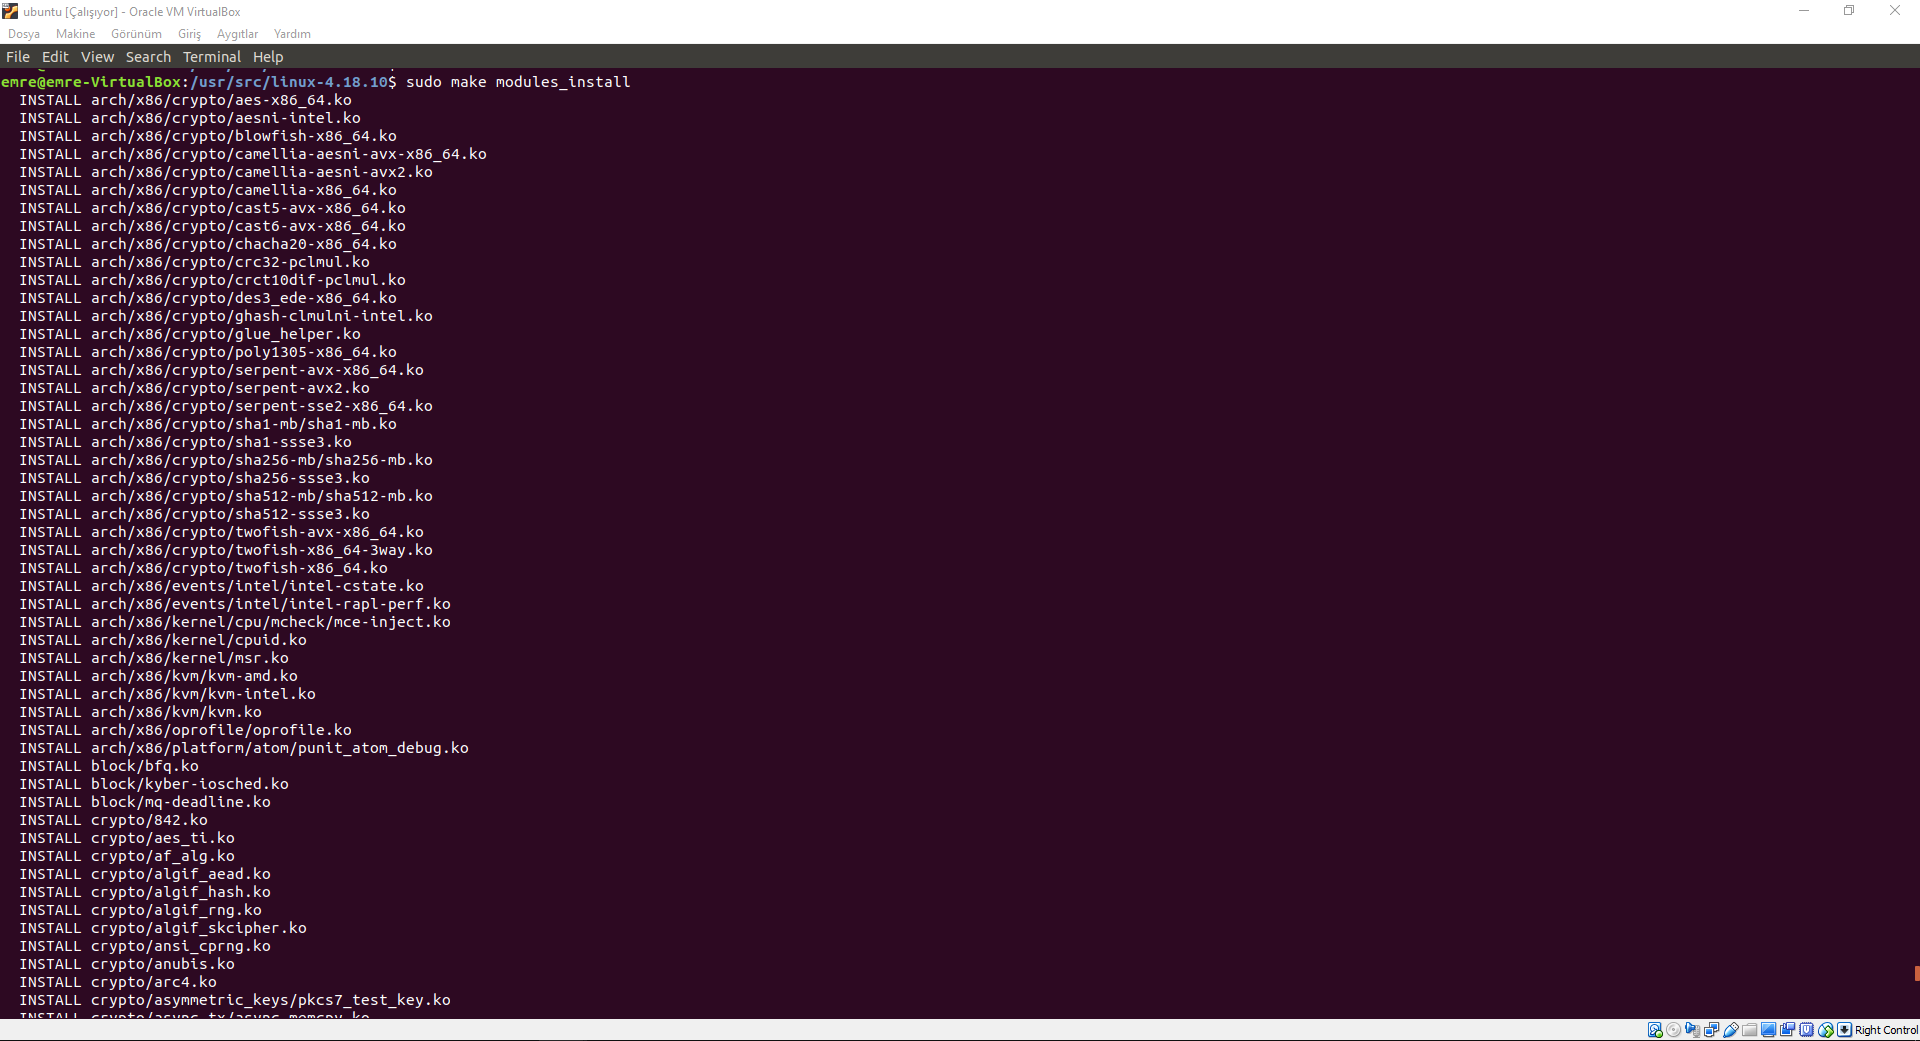 ubuntu [Çalışıyor] - Oracle VM VirtualBox
Dosya Makine Görünüm Giriş Aygıtlar Yardım
File Edit View Search Terminal Help
emre@emre-VirtualBox:/usr/src/linux-4.18.10$ sudo make modules_install
INSTALL arch/x86/crypto/aes-x86_64.ko
INSTALL arch/x86/crypto/aesni-intel.ko
INSTALL arch/x86/crypto/blowfish-x86_64.ko
INSTALL arch/x86/crypto/camellia-aesni-avx-x86_64.ko
INSTALL arch/x86/crypto/camellia-aesni-avx2.ko
INSTALL arch/x86/crypto/camellia-x86_64.ko
INSTALL arch/x86/crypto/cast5-avx-x86_64.ko
INSTALL arch/x86/crypto/cast6-avx-x86_64.ko
INSTALL arch/x86/crypto/chacha20-x86_64.ko
INSTALL arch/x86/crypto/crc32-pclmul.ko
INSTALL arch/x86/crypto/crct10dif-pclmul.ko
INSTALL arch/x86/crypto/des3_ede-x86_64.ko
INSTALL arch/x86/crypto/ghash-clmulni-intel.ko
INSTALL arch/x86/crypto/glue_helper.ko
INSTALL arch/x86/crypto/poly1305-x86_64.ko
INSTALL arch/x86/crypto/serpent-avx-x86_64.ko
INSTALL arch/x86/crypto/serpent-avx2.ko
INSTALL arch/x86/crypto/serpent-sse2-x86_64.ko
INSTALL arch/x86/crypto/sha1-mb/sha1-mb.ko
INSTALL arch/x86/crypto/sha1-ssse3.ko
INSTALL arch/x86/crypto/sha256-mb/sha256-mb.ko
INSTALL arch/x86/crypto/sha256-ssse3.ko
INSTALL arch/x86/crypto/sha512-mb/sha512-mb.ko
INSTALL arch/x86/crypto/sha512-ssse3.ko
INSTALL arch/x86/crypto/twofish-avx-x86_64.ko
INSTALL arch/x86/crypto/twofish-x86_64-3way.ko
INSTALL arch/x86/crypto/twofish-x86_64.ko
INSTALL arch/x86/events/intel/intel-cstate.ko
INSTALL arch/x86/events/intel/intel-rapl-perf.ko
INSTALL arch/x86/kernel/cpu/mcheck/mce-inject.ko
INSTALL arch/x86/kernel/cpuid.ko
INSTALL arch/x86/kernel/msr.ko
INSTALL arch/x86/kvm/kvm-amd.ko
INSTALL arch/x86/kvm/kvm-intel.ko
INSTALL arch/x86/kvm/kvm.ko
INSTALL arch/x86/oprofile/oprofile.ko
INSTALL arch/x86/platform/atom/punit_atom_debug.ko
INSTALL block/bfq.ko
INSTALL block/kyber-iosched.ko
INSTALL block/mq-deadline.ko
INSTALL crypto/842.ko
INSTALL crypto/aes_ti.ko
INSTALL crypto/af_alg.ko
INSTALL crypto/algif_aead.ko
INSTALL crypto/algif_hash.ko
INSTALL crypto/algif_rng.ko
INSTALL crypto/algif_skcipher.ko
INSTALL crypto/ansi_cprng.ko
INSTALL crypto/anubis.ko
INSTALL crypto/arc4.ko
INSTALL crypto/asymmetric_keys/pkcs7_test_key.ko
INSTALL crypto/async_tx/async_memcpy.ko
Right Control